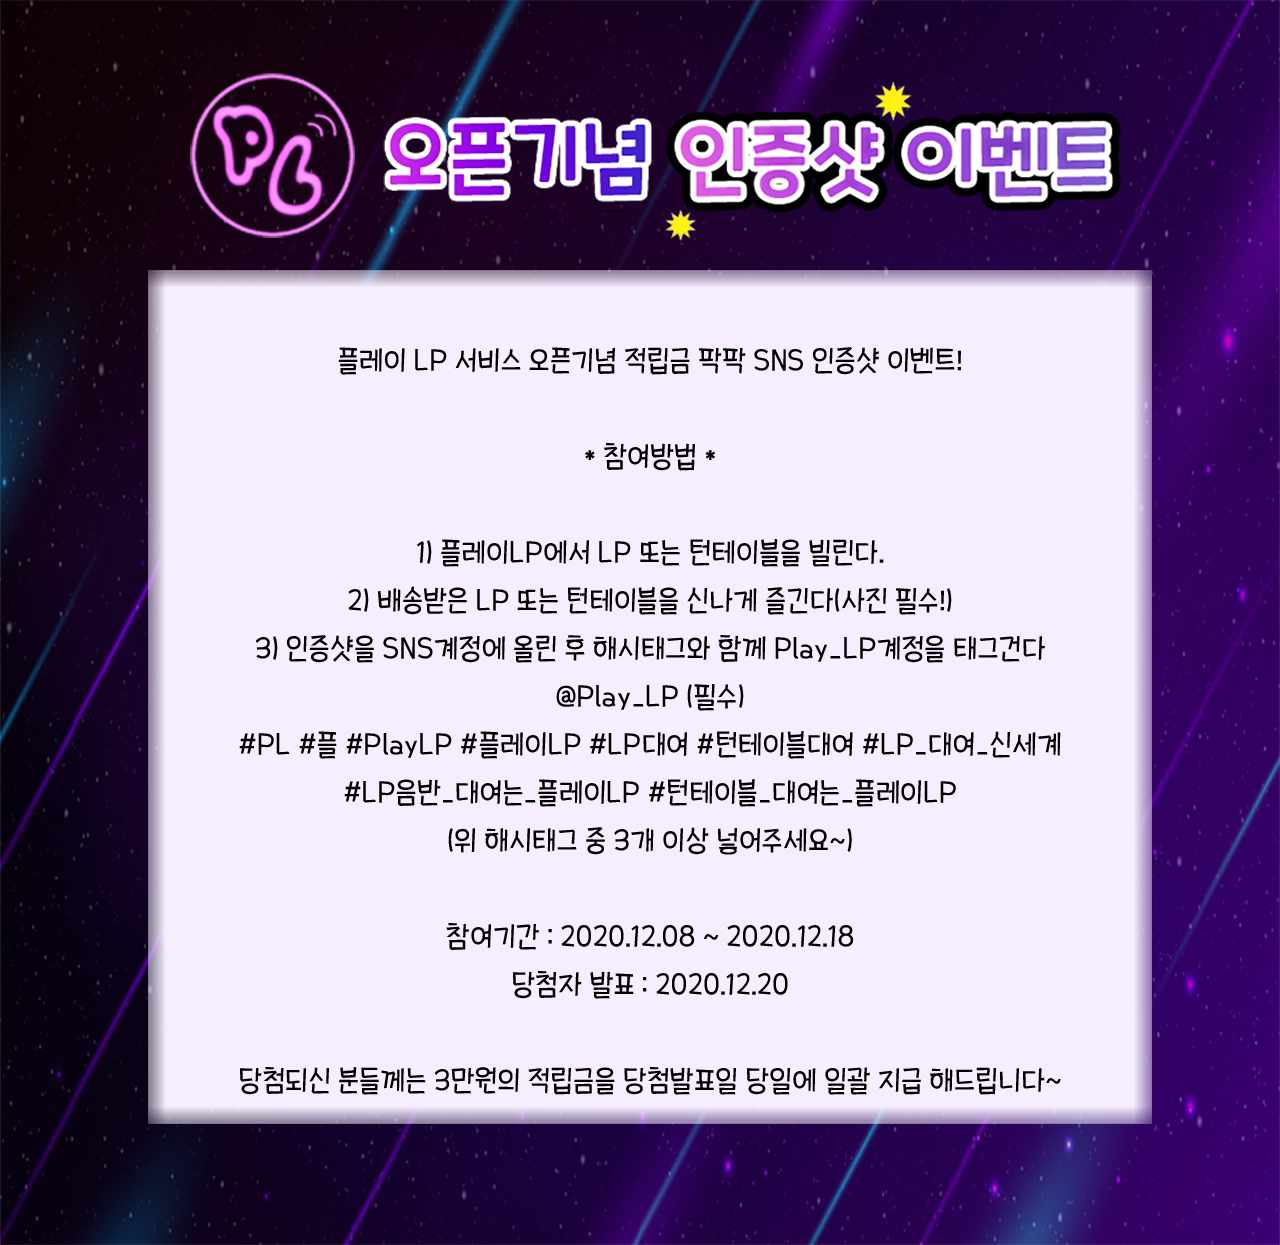 PL 오픈기념 인증샷 이벤트
플레이 LP 서비스 오픈기념 적립금 팍팍 SNS 인증샷 이벤트!
* 참여방법 *
1) 플레이LP에서 LP 또는 턴테이블을 빌린다.
2) 배송받은 LP 또는 턴테이블을 신나게 즐긴다(사진 필수!)
3) 인증샷을 SNS계정에 올린 후 해시태그와 함께 Play_LP계정을 태그건다
@Play_LP (필수)
#PL #플 #PlayLP #플레이LP #LP대여 #턴테이블대여 #LP_대여_신세계
#LP음반_대여는_플레이LP #턴테이블_대여는_플레이LP
(위 해시태그 중 3개 이상 넣어주세요~)
참여기간 : 2020.12.08 ~ 2020.12.18
당첨자 발표 : 2020.12.20
당첨되신 분들께는 3만원의 적립금을 당첨발표일 당일에 일괄 지급 해드립니다~